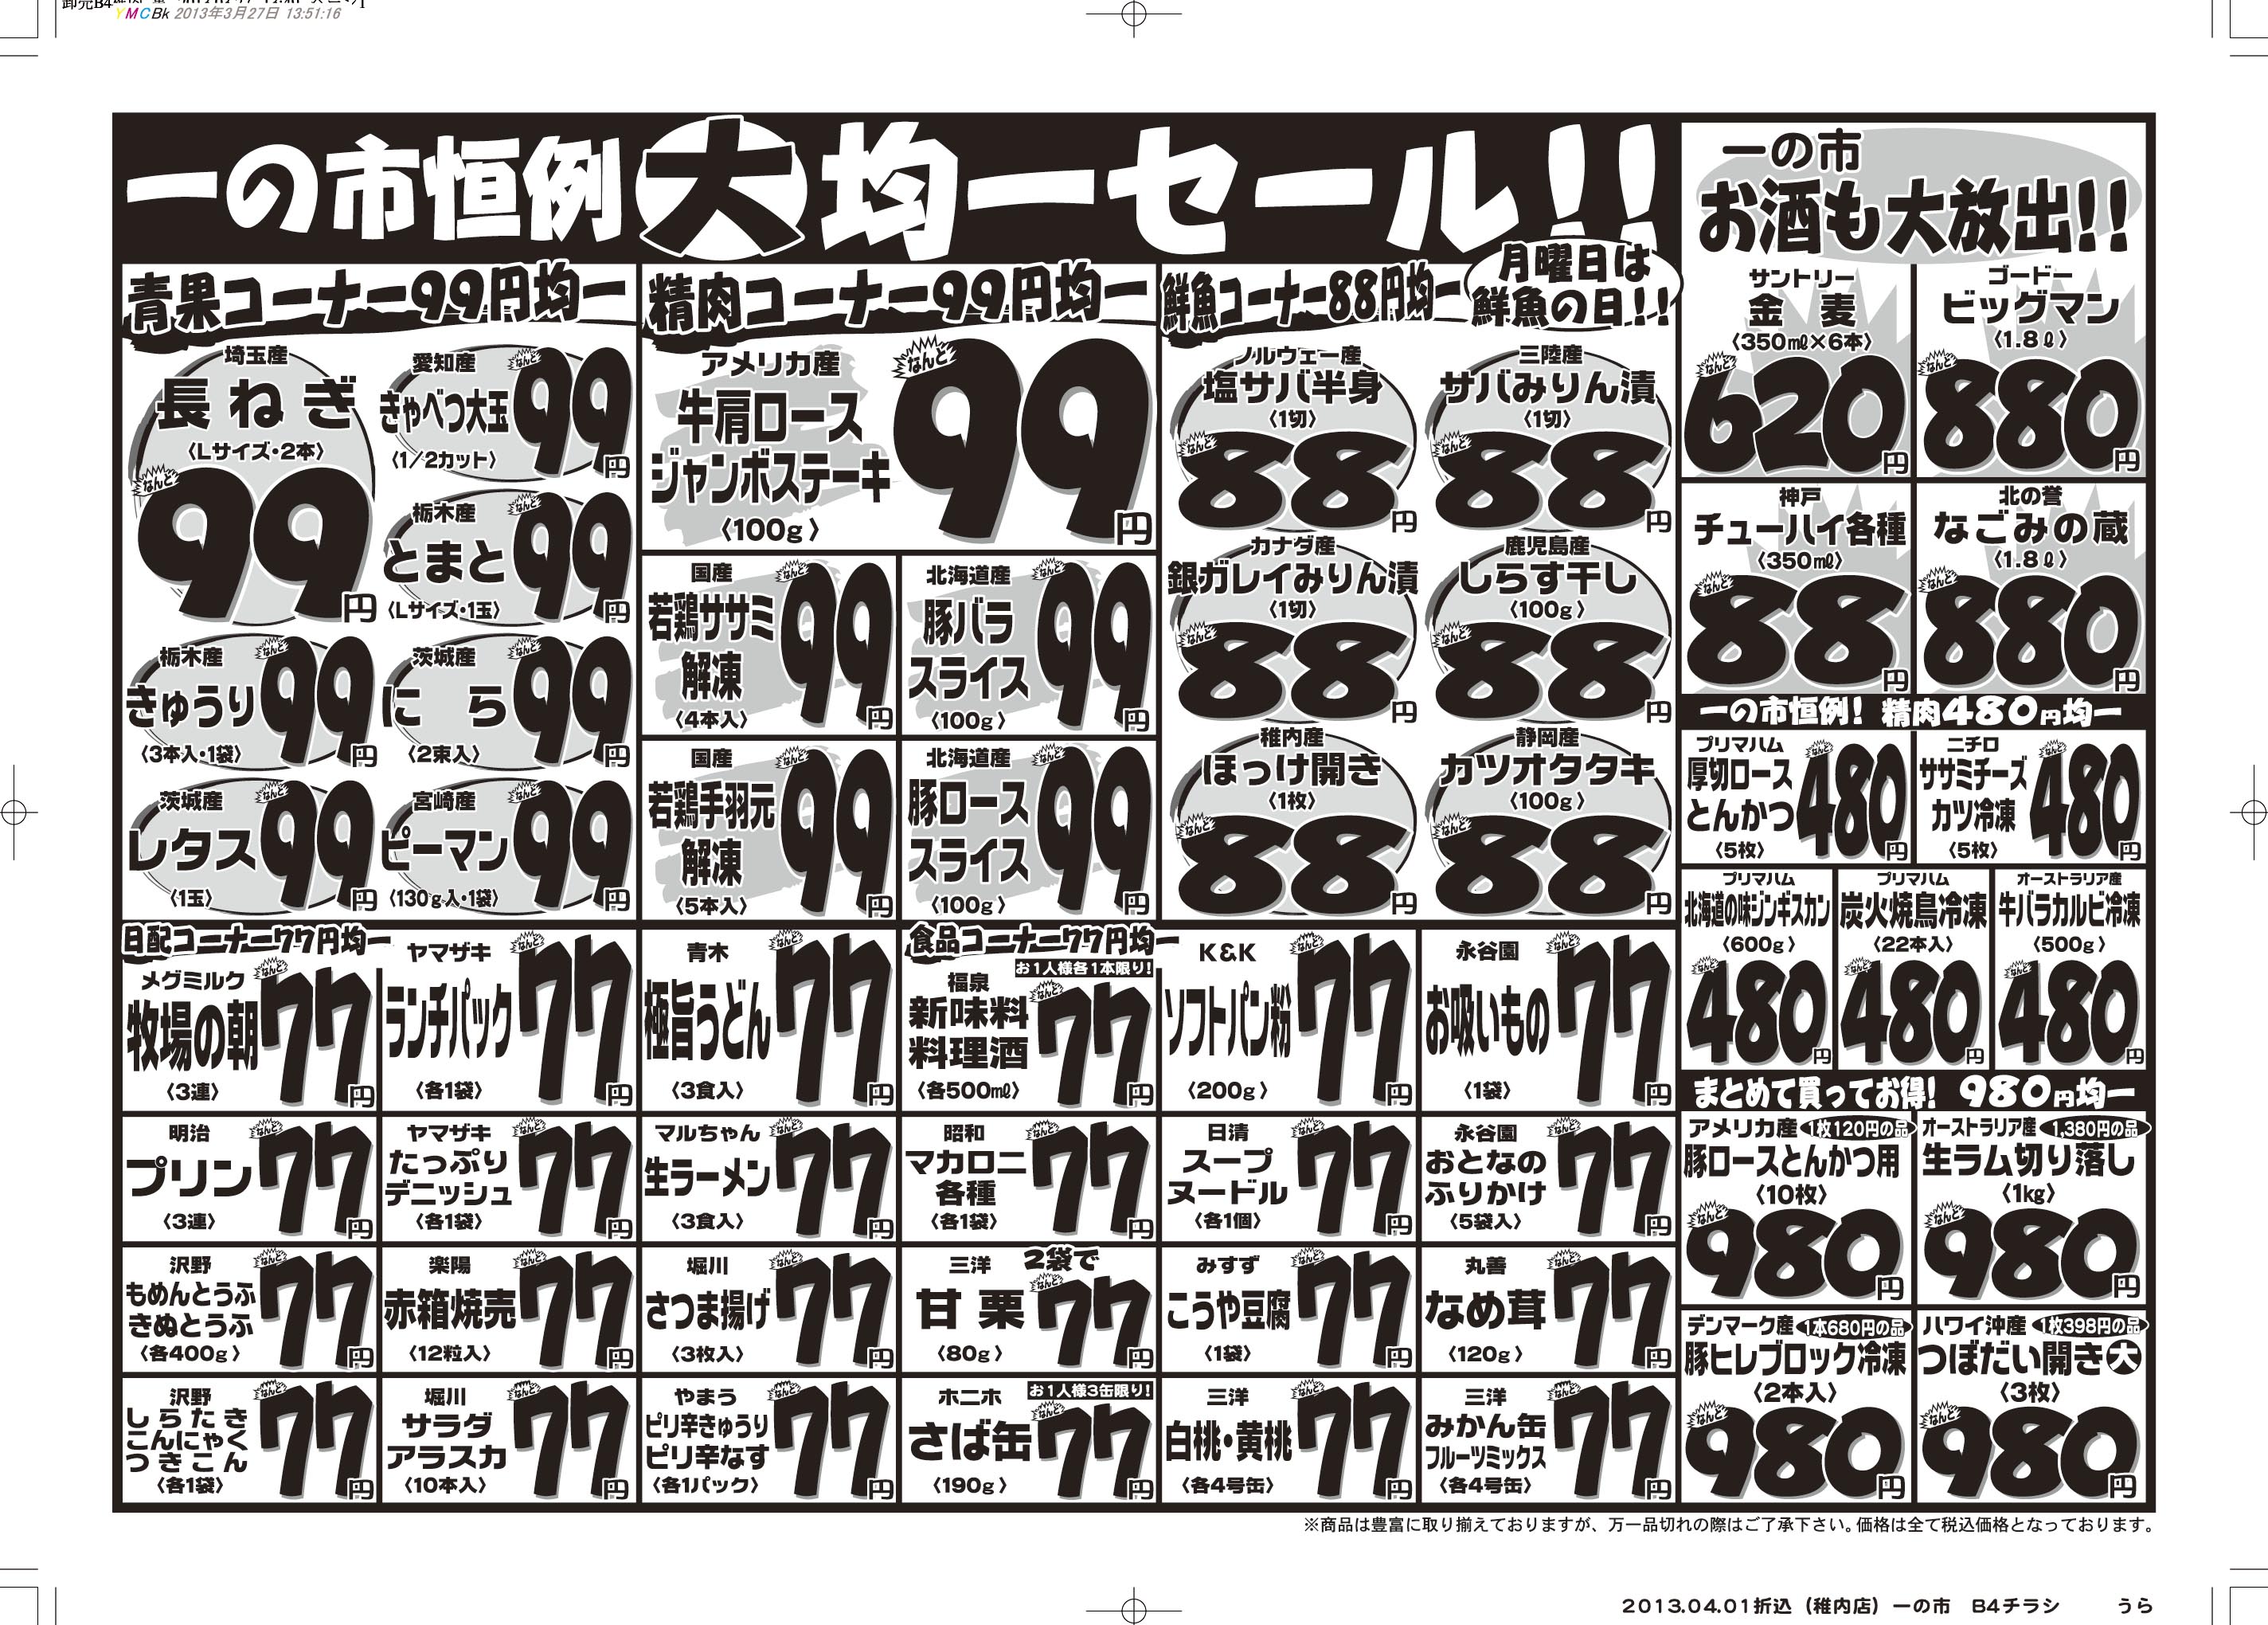 YMCBk 2013年3月27日 13:51:16
一の市恒例大均一セール!!
青果コーナー99円均一
埼玉産
長ねぎ
〈Lサイズ・2本〉
なんと
99円
愛知産
きゃべつ大玉
〈1/2カット〉
なんと
99円
栃木産
とまと
〈Lサイズ・1玉〉
なんと
99円
栃木産
きゅうり
〈3本入・1袋〉
なんと
99円
茨城産
にら
〈2束入〉
なんと
99円
茨城産
レタス
〈1玉〉
なんと
99円
宮崎産
ピーマン
〈130g入・1袋〉
なんと
99円
精肉コーナー99円均一
アメリカ産
牛肩ロース
ジャンボステーキ
〈100g〉
なんと
99円
国産
若鶏ササミ
解凍
〈4本入〉
なんと
99円
北海道産
豚バラ
スライス
〈100g〉
なんと
99円
国産
若鶏手羽元
解凍
〈5本入〉
なんと
99円
北海道産
豚ロース
スライス
〈100g〉
なんと
99円
鮮魚コーナー88円均一
月曜日は
鮮魚の日!!
ノルウェー産
塩サバ半身
〈1切〉
なんと
88円
三陸産
サバみりん漬
〈1切〉
なんと
88円
カナダ産
銀ガレイみりん漬
〈1切〉
なんと
88円
鹿児島産
しらす干し
〈100g〉
なんと
88円
稚内産
ほっけ開き
〈1枚〉
なんと
88円
静岡産
カツオタタキ
〈100g〉
なんと
88円
日配コーナー77円均一
メグミルク
牧場の朝
〈3連〉
なんと
77円
ヤマザキ
ランチパック
〈各1袋〉
なんと
77円
青木
極旨うどん
〈3食入〉
なんと
77円
明治
プリン
〈3連〉
なんと
77円
ヤマザキ
たっぷり
デニッシュ
〈各1袋〉
なんと
77円
マルちゃん
生ラーメン
〈3食入〉
なんと
77円
沢野
もめんとうふ
きぬとうふ
〈各400g〉
なんと
77円
楽陽
赤箱焼売
〈12粒入〉
なんと
77円
堀川
さつま揚げ
〈3枚入〉
なんと
77円
沢野
しらたき
こんにゃく
つきこん
〈各1袋〉
なんと
77円
堀川
サラダ
アラスカ
〈10本入〉
なんと
77円
やまう
ピリ辛きゅうり
ピリ辛なす
〈各1パック〉
なんと
77円
食品コーナー77円均一
お1人様各1本限り!
福泉
新味料
料理酒
〈各500㎖〉
なんと
77円
K&K
ソフトパン粉
〈200g〉
なんと
77円
永谷園
お吸いもの
〈1袋〉
なんと
77円
昭和
マカロニ
各種
〈各1袋〉
なんと
77円
日清
スープ
ヌードル
〈各1個〉
なんと
77円
永谷園
おとなの
ふりかけ
〈5袋入〉
なんと
77円
三洋
2袋で
甘栗
〈80g〉
なんと
77円
みすず
こうや豆腐
〈1袋〉
なんと
77円
丸善
なめ茸
〈120g〉
なんと
77円
お1人様3缶限り!
ホニホ
さば缶
〈190g〉
なんと
77円
三洋
白桃・黄桃
〈各4号缶〉
なんと
77円
三洋
みかん缶
フルーツミックス
〈各4号缶〉
なんと
77円
一の市
お酒も大放出!!
サントリー
金麦
〈350㎖×6本〉
なんと
620円
ゴードー
ビッグマン
〈1.8ℓ〉
なんと
880円
神戸
チューハイ各種
〈350㎖〉
なんと
88円
北の誉
なごみの蔵
〈1.8ℓ〉
なんと
880円
一の市恒例! 精肉480円均一
プリマハム
厚切ロース
とんかつ
〈5枚〉
なんと
480円
ニチロ
ササミチーズ
カツ冷凍
〈5枚〉
なんと
480円
プリマハム
北海道の味ジンギスカン
〈600g〉
なんと
480円
プリマハム
炭火焼鳥冷凍
〈22本入〉
なんと
480円
オーストラリア産
牛バラカルビ冷凍
〈500g〉
なんと
480円
まとめて買ってお得! 980円均一
アメリカ産 1枚120円の品
豚ロースとんかつ用
〈10枚〉
なんと
980円
オーストラリア産 1,380円の品
生ラム切り落し
〈1kg〉
なんと
980円
デンマーク産 1本680円の品
豚ヒレブロック冷凍
〈2本入〉
なんと
980円
ハワイ沖産 1枚398円の品
つぼだい開き大
〈3枚〉
なんと
980円
※商品は豊富に取り揃えておりますが、万一品切れの際はご了承下さい。価格は全て税込価格となっております。
2013.04.01折込（稚内店）一の市 B4チラシ うら